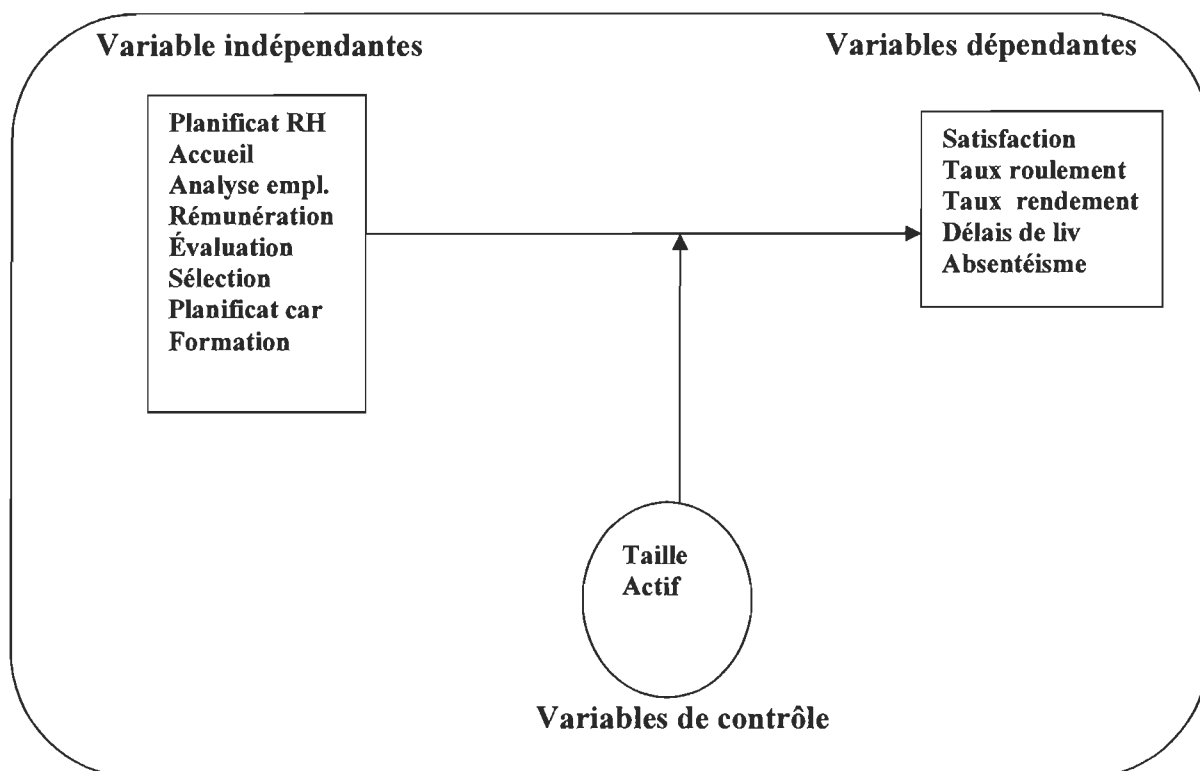 Variable indépendantes
Variables dépendantes
Planificat RH
Accueil
Analyse empl.
Rémunération
Évaluation
Sélection
Planificat car
Formation
Satisfaction
Taux roulement
Taux rendement
Délais de liv
Absentéisme
Taille
Actif
Variables de contrôle